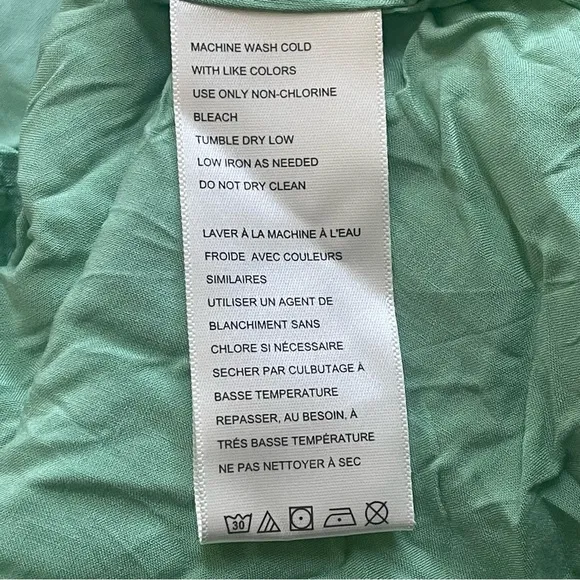 MACHINE WASH COLD
WITH LIKE COLORS
USE ONLY NON-CHLORINE
BLEACH
TUMBLE DRY LOW
LOW IRON AS NEEDED
DO NOT DRY CLEAN
LAVER À LA MACHINE À L'EAU
FROIDE AVEC COULEURS
SIMILAIRES
UTILISER UN AGENT DE
BLANCHIMENT SANS
CHLORE SI NÉCESSAIRE
SECHER PAR CULBUTAGE À
BASSE TEMPERATURE
REPASSER, AU BESOIN, À
TRÉS BASSE TEMPÉRATURE
NE PAS NETTOYER À SEC
30